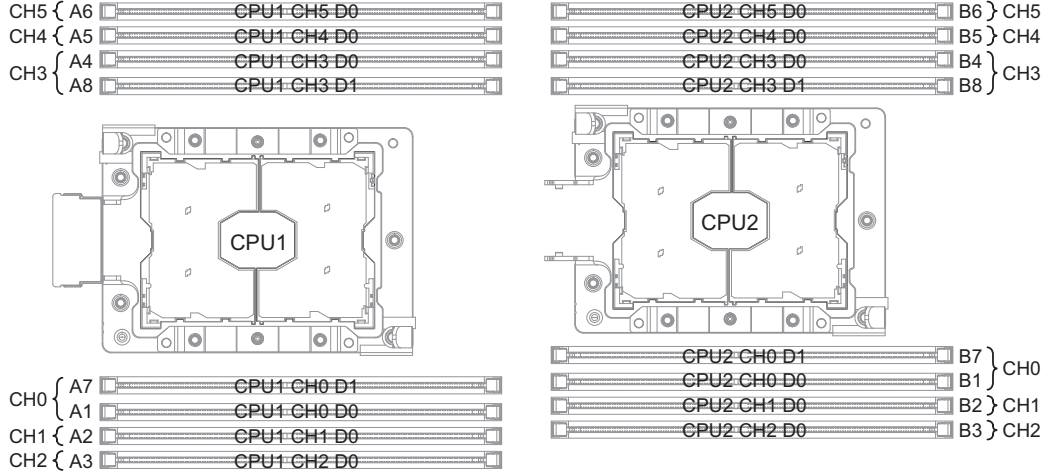 CH5 { A6 CPU1 CH5 D0
CH4 { A5 CPU1 CH4 D0
CH3 { A4 CPU1 CH3 D0
A8 CPU1 CH3 D1
CPU2 CH5 D0 B6 } CH5
CPU2 CH4 D0 B5 } CH4
CPU2 CH3 D0 B4 } CH3
CPU2 CH3 D1 B8
CPU1
CPU2
CH0 { A7 CPU1 CH0 D1
A1 CPU1 CH0 D0
CH1 { A2 CPU1 CH1 D0
CH2 { A3 CPU1 CH2 D0
CPU2 CH0 D1 B7 } CH0
CPU2 CH0 D0 B1
CPU2 CH1 D0 B2 } CH1
CPU2 CH2 D0 B3 } CH2